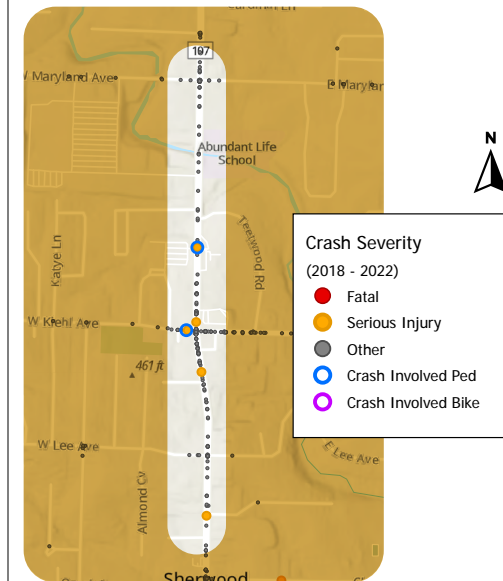 107
W Maryland Ave
Abundant Life
School
N
Katye Ln
Teetwood Rd
Crash Severity
(2018 - 2022)
Fatal
Serious Injury
Other
Crash Involved Ped
Crash Involved Bike
W Kiehl Ave
461 ft
W Lee Ave
E Lee Ave
Almond Cv
Sherwood